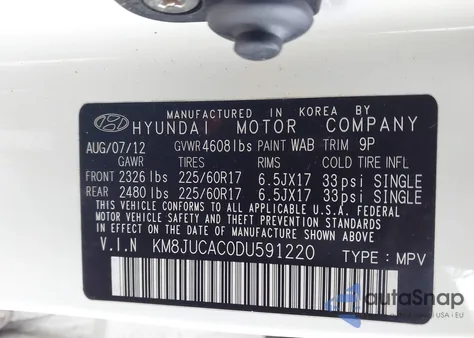 MANUFACTURED IN KOREA BY
HYUNDAI MOTOR COMPANY
AUG/07/12 GVWR 4608lbs PAINT WAB TRIM 9P
GAWR TIRES RIMS COLD TIRE INFL
FRONT 2326lbs 225/60R17 6.5JX17 33psi SINGLE
REAR 2480lbs 225/60R17 6.5JX17 33psi SINGLE
THIS VEHICLE CONFORMS TO ALL APPLICABLE U.S.A. FEDERAL
MOTOR VEHICLE SAFETY, BUMPER, AND THEFT PREVENTION
STANDARDS IN EFFECT ON THE DATE OF MANUFACTURE SHOWN ABOVE.
V.I.N KM8JUCAC0DU591220 TYPE : MPV
autoSnap